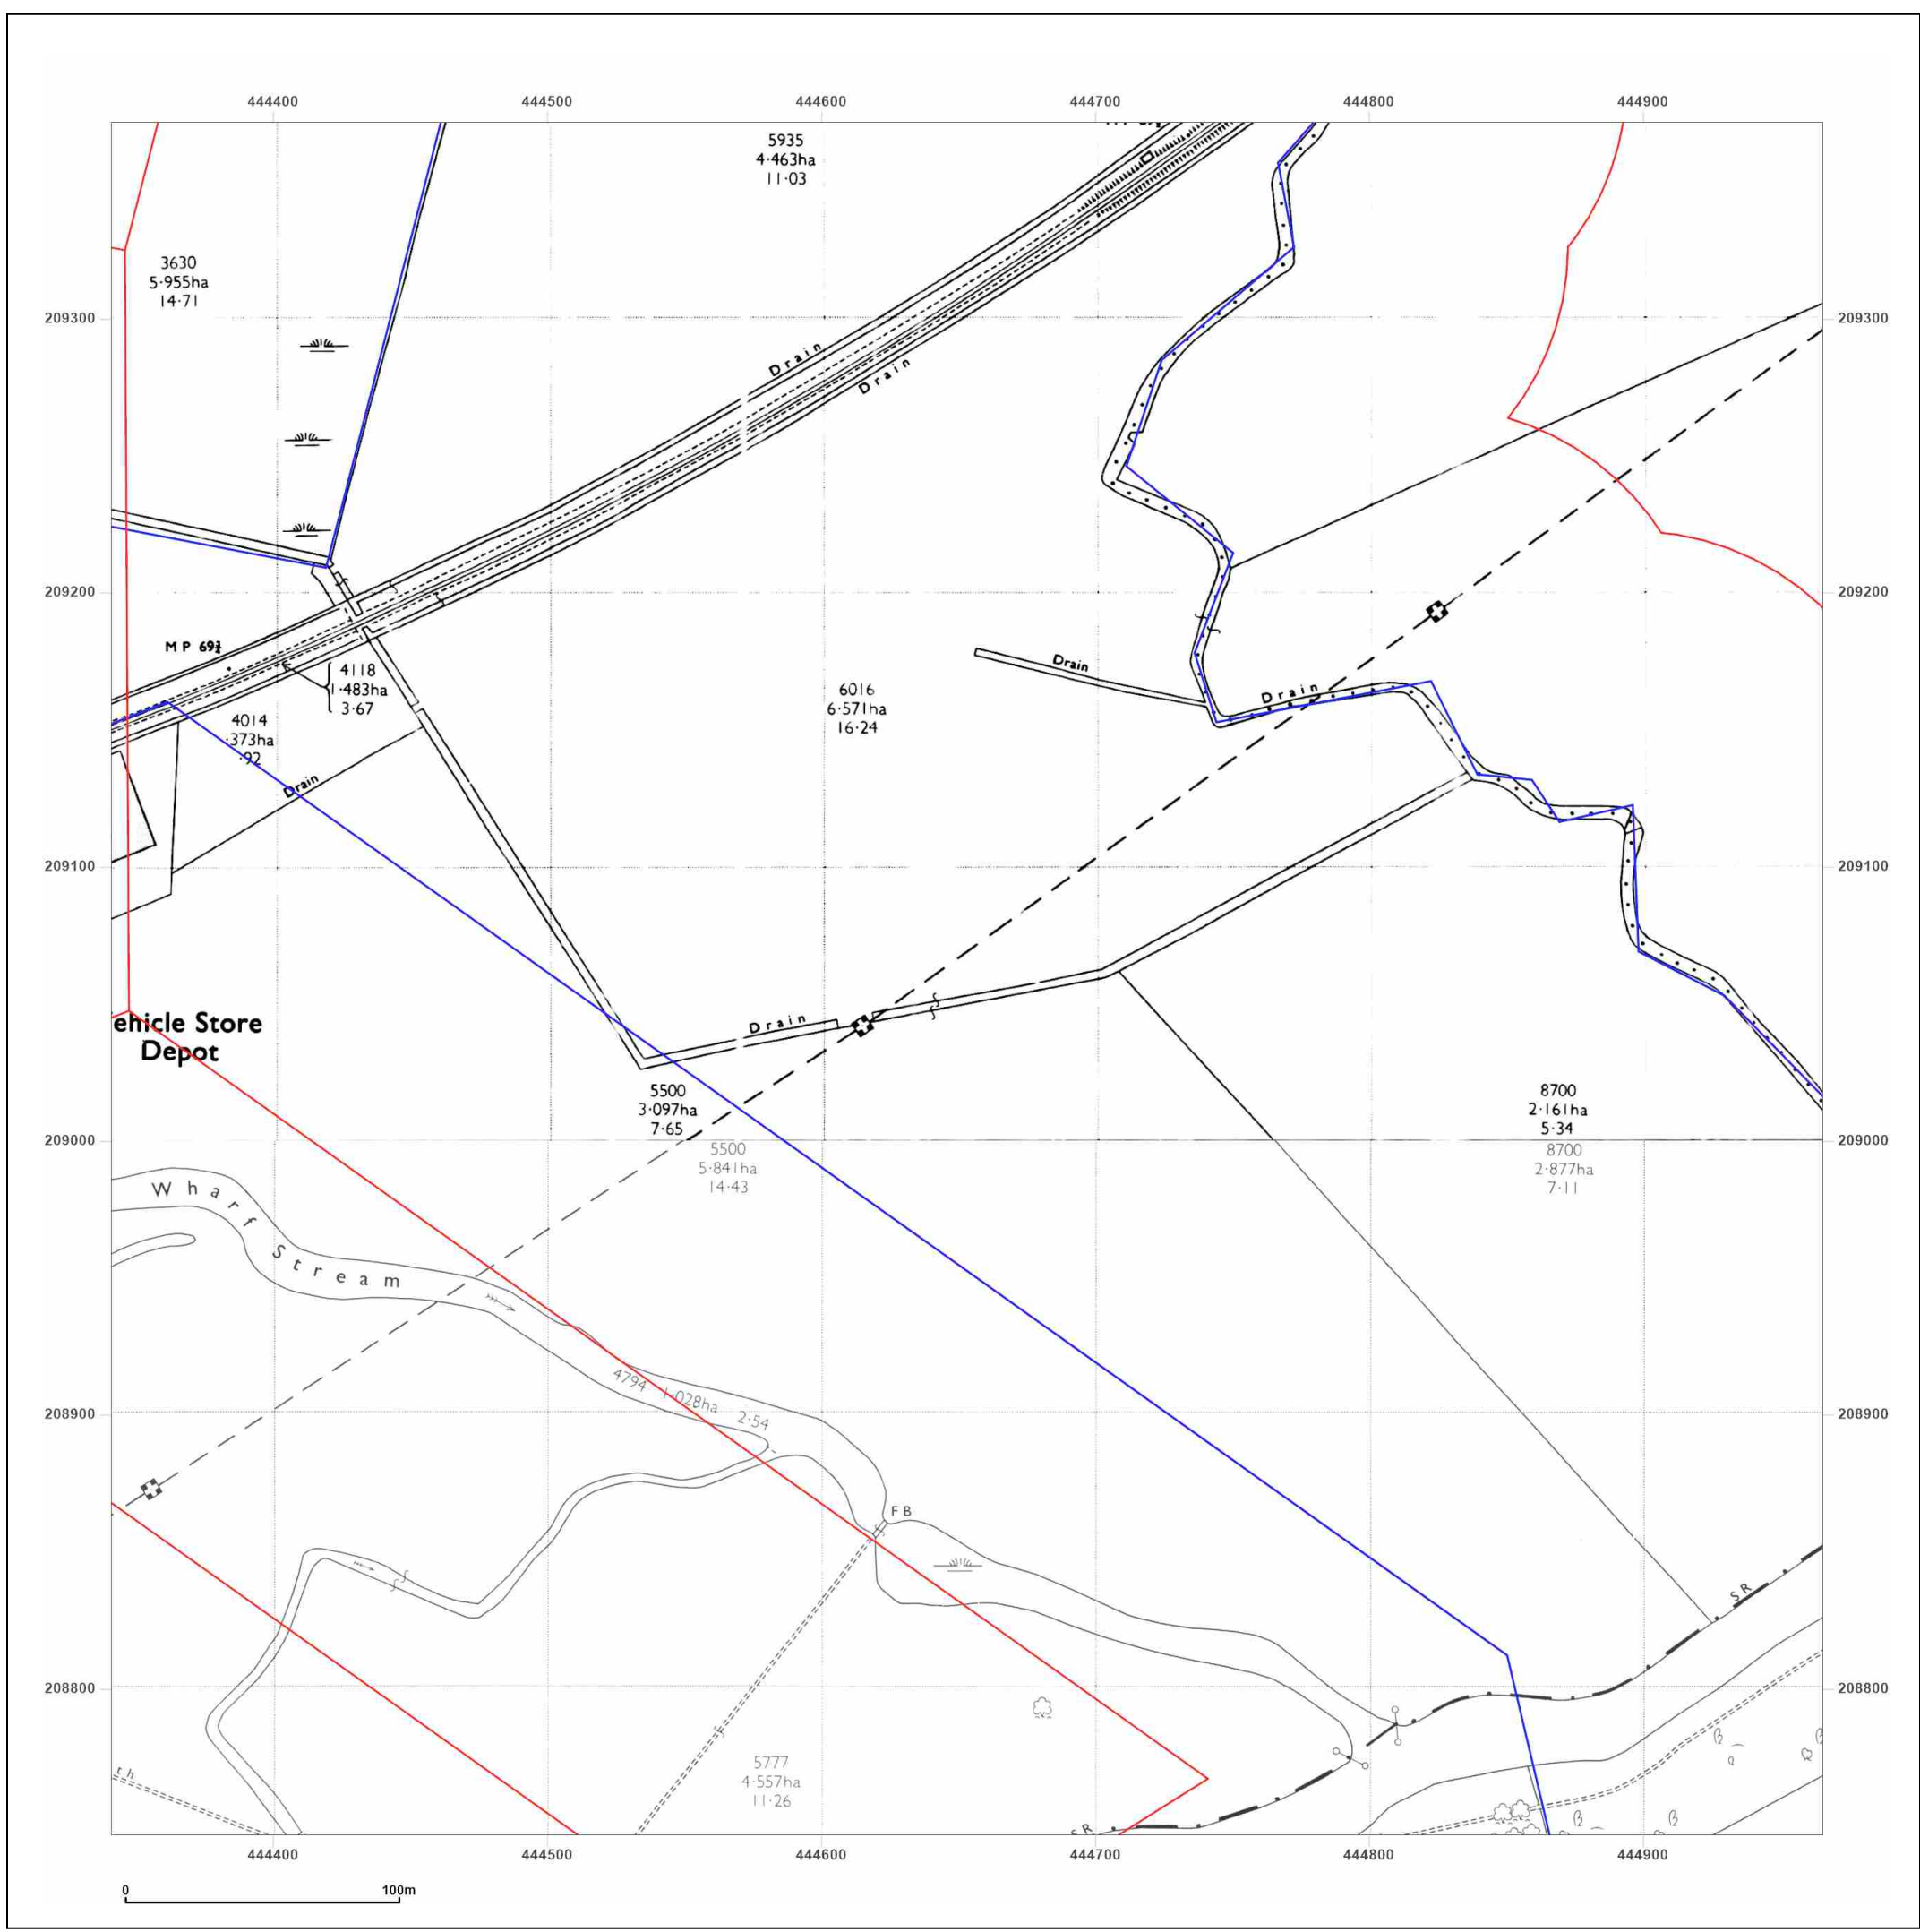 444400 444500 444600 444700 444800 444900
5935
4·463ha
11·03
3630
5·955ha
14·71
209300 209300
Drain
Drain
209200 209200
M P 69¾
4118
1·483ha
3·67
Drain
6016
6·571ha
16·24
Drain
4014
·373ha
·92
Drain
209100 209100
ehicle Store
Depot
Drain
5500
3·097ha
7·65
8700
2·161ha
5·34
209000 209000
5500
5·841ha
14·43
8700
2·877ha
7·11
Wharf Stream
4794 1·028ha 2·54
208900 208900
F B
S R
208800 208800
5777
4·557ha
11·26
th
S R
444400 444500 444600 444700 444800 444900
0 100m